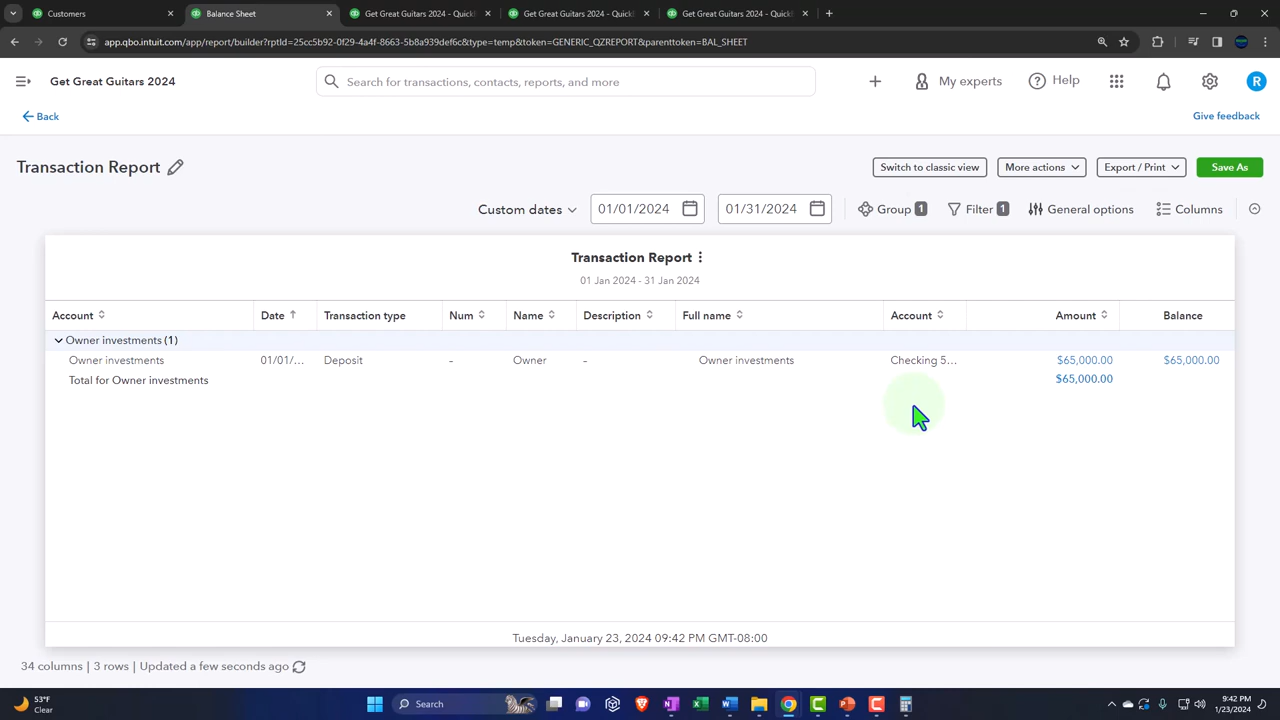 Customers
Balance Sheet
Get Great Guitars 2024 - Quick
Get Great Guitars 2024 - Quick
Get Great Guitars 2024 - Quick
app.qbo.intuit.com/app/report/builder?rptId=25cc5b92-0f29-4a4f-8663-5b8a939def6c&type=temp&token=GENERIC_QZREPORT&parenttoken=BAL_SHEET
Get Great Guitars 2024
Search for transactions, contacts, reports, and more
My experts
Help
R
Back
Give feedback
Transaction Report
Switch to classic view
More actions
Export / Print
Save As
Custom dates
01/01/2024
01/31/2024
Group 1
Filter 1
General options
Columns
Transaction Report
01 Jan 2024 - 31 Jan 2024
Account Date Transaction type Num Name Description Full name Account Amount Balance
Owner investments (1)
Owner investments 01/01/... Deposit - Owner - Owner investments Checking 5... $65,000.00 $65,000.00
Total for Owner investments $65,000.00
Tuesday, January 23, 2024 09:42 PM GMT-08:00
34 columns | 3 rows | Updated a few seconds ago
53°F
Clear
Search
9:42 PM
1/23/2024